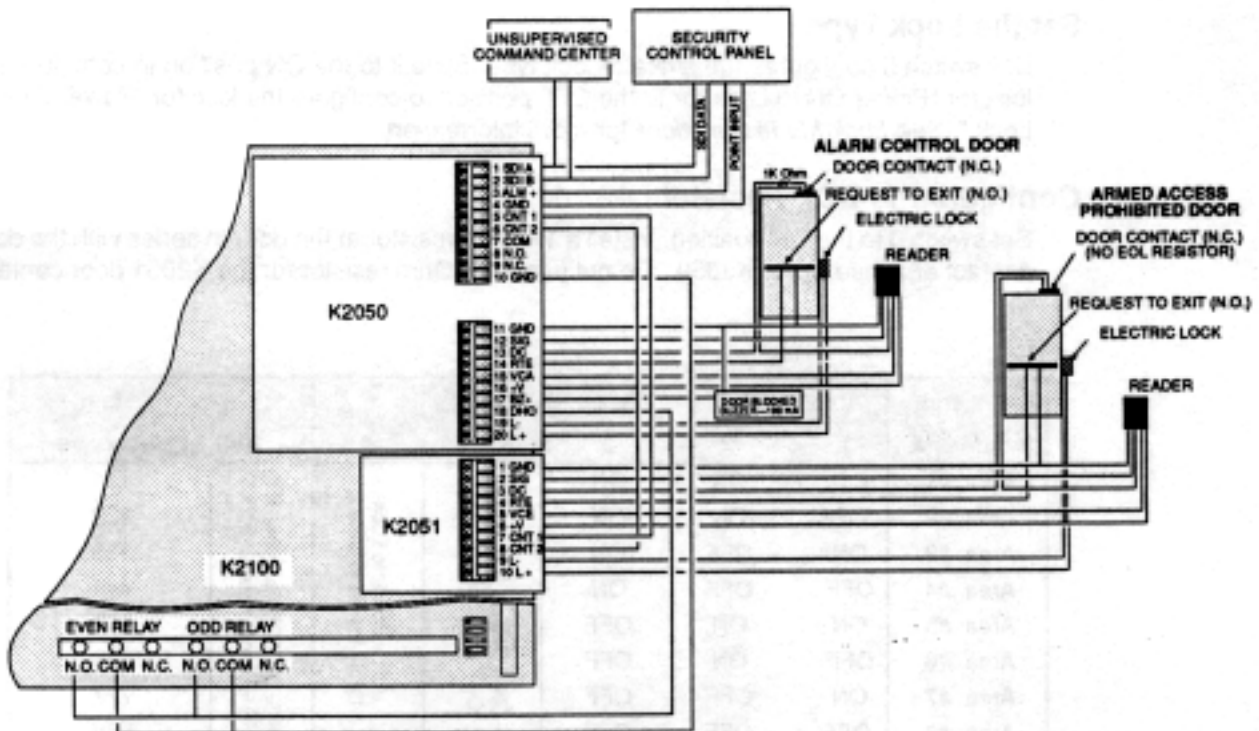 UNSUPERVISED
COMMAND CENTER
SECURITY
CONTROL PANEL
SDI DATA
POINT INPUT
ALARM CONTROL DOOR
DOOR CONTACT (N.C.)
1K Ohm
REQUEST TO EXIT (N.O.)
ELECTRIC LOCK
READER
ARMED ACCESS
PROHIBITED DOOR
DOOR CONTACT (N.C.)
(NO EOL RESISTOR)
REQUEST TO EXIT (N.O.)
ELECTRIC LOCK
READER
K2050
1 SDI A
2 SDI B
3 ALM +
4 GND
5 CNT 1
6 CNT 2
7 COM
8 N.O.
9 N.C.
10 GND
11 GND
12 SIG
13 DC
14 RTE
15 VCA
16 -V
17 BZ+
18 DHO
19 L-
20 L+
K2051
1 GND
2 SIG
3 DC
4 RTE
5 VCB
6 -V
7 CNT 1
8 CNT 2
9 L-
10 L+
K2100
EVEN RELAY ODD RELAY
N.O. COM N.C. N.O. COM N.C.